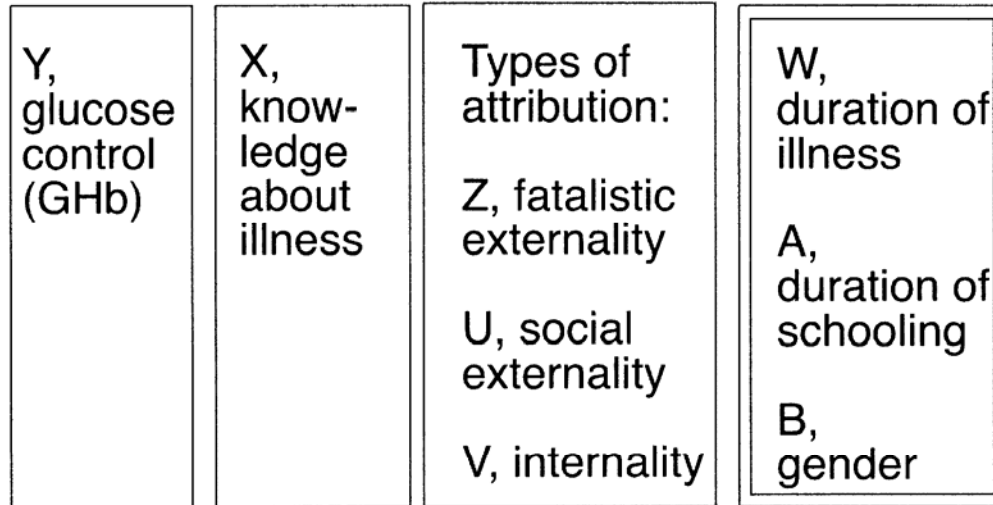 Y,
glucose
control
(GHb)
X,
know-
ledge
about
illness
Types of
attribution:
Z, fatalistic
externality
U, social
externality
V, internality
W,
duration of
illness
A,
duration of
schooling
B,
gender